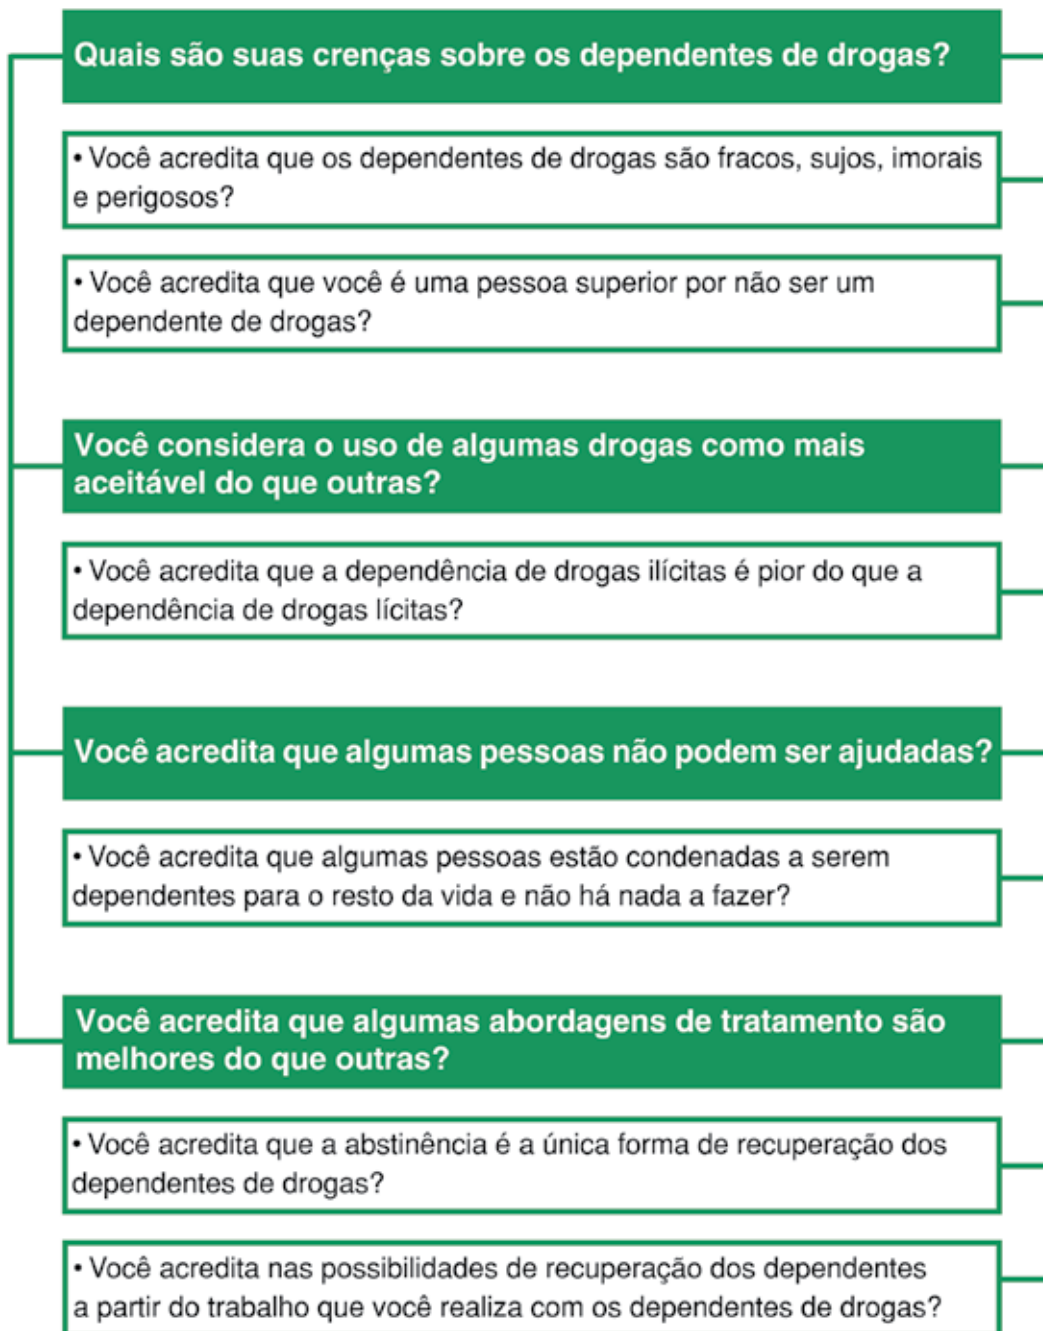 Quais são suas crenças sobre os dependentes de drogas?
• Você acredita que os dependentes de drogas são fracos, sujos, imorais
e perigosos?
• Você acredita que você é uma pessoa superior por não ser um
dependente de drogas?
Você considera o uso de algumas drogas como mais
aceitável do que outras?
• Você acredita que a dependência de drogas ilícitas é pior do que a
dependência de drogas lícitas?
Você acredita que algumas pessoas não podem ser ajudadas?
• Você acredita que algumas pessoas estão condenadas a serem
dependentes para o resto da vida e não há nada a fazer?
Você acredita que algumas abordagens de tratamento são
melhores do que outras?
• Você acredita que a abstinência é a única forma de recuperação dos
dependentes de drogas?
• Você acredita nas possibilidades de recuperação dos dependentes
a partir do trabalho que você realiza com os dependentes de drogas?